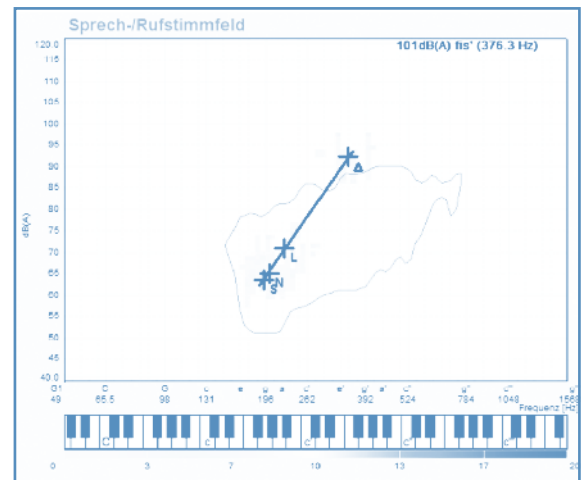 Sprech-/Rufstimmfeld
101dB(A) fis' (376.3 Hz)
120.0
115
110
105
100
95
90
85
80
75
70
65
60
55
50
45
40.0
dB(A)
Δ
L
N
S
G1 C G c e g a c' e' g' a' c'' g'' c''' g'''
49 65.5 98 131 196 262 392 524 784 1048 1568
Frequenz [Hz]
C c c' c'' c'''
0 3 7 10 13 17 20